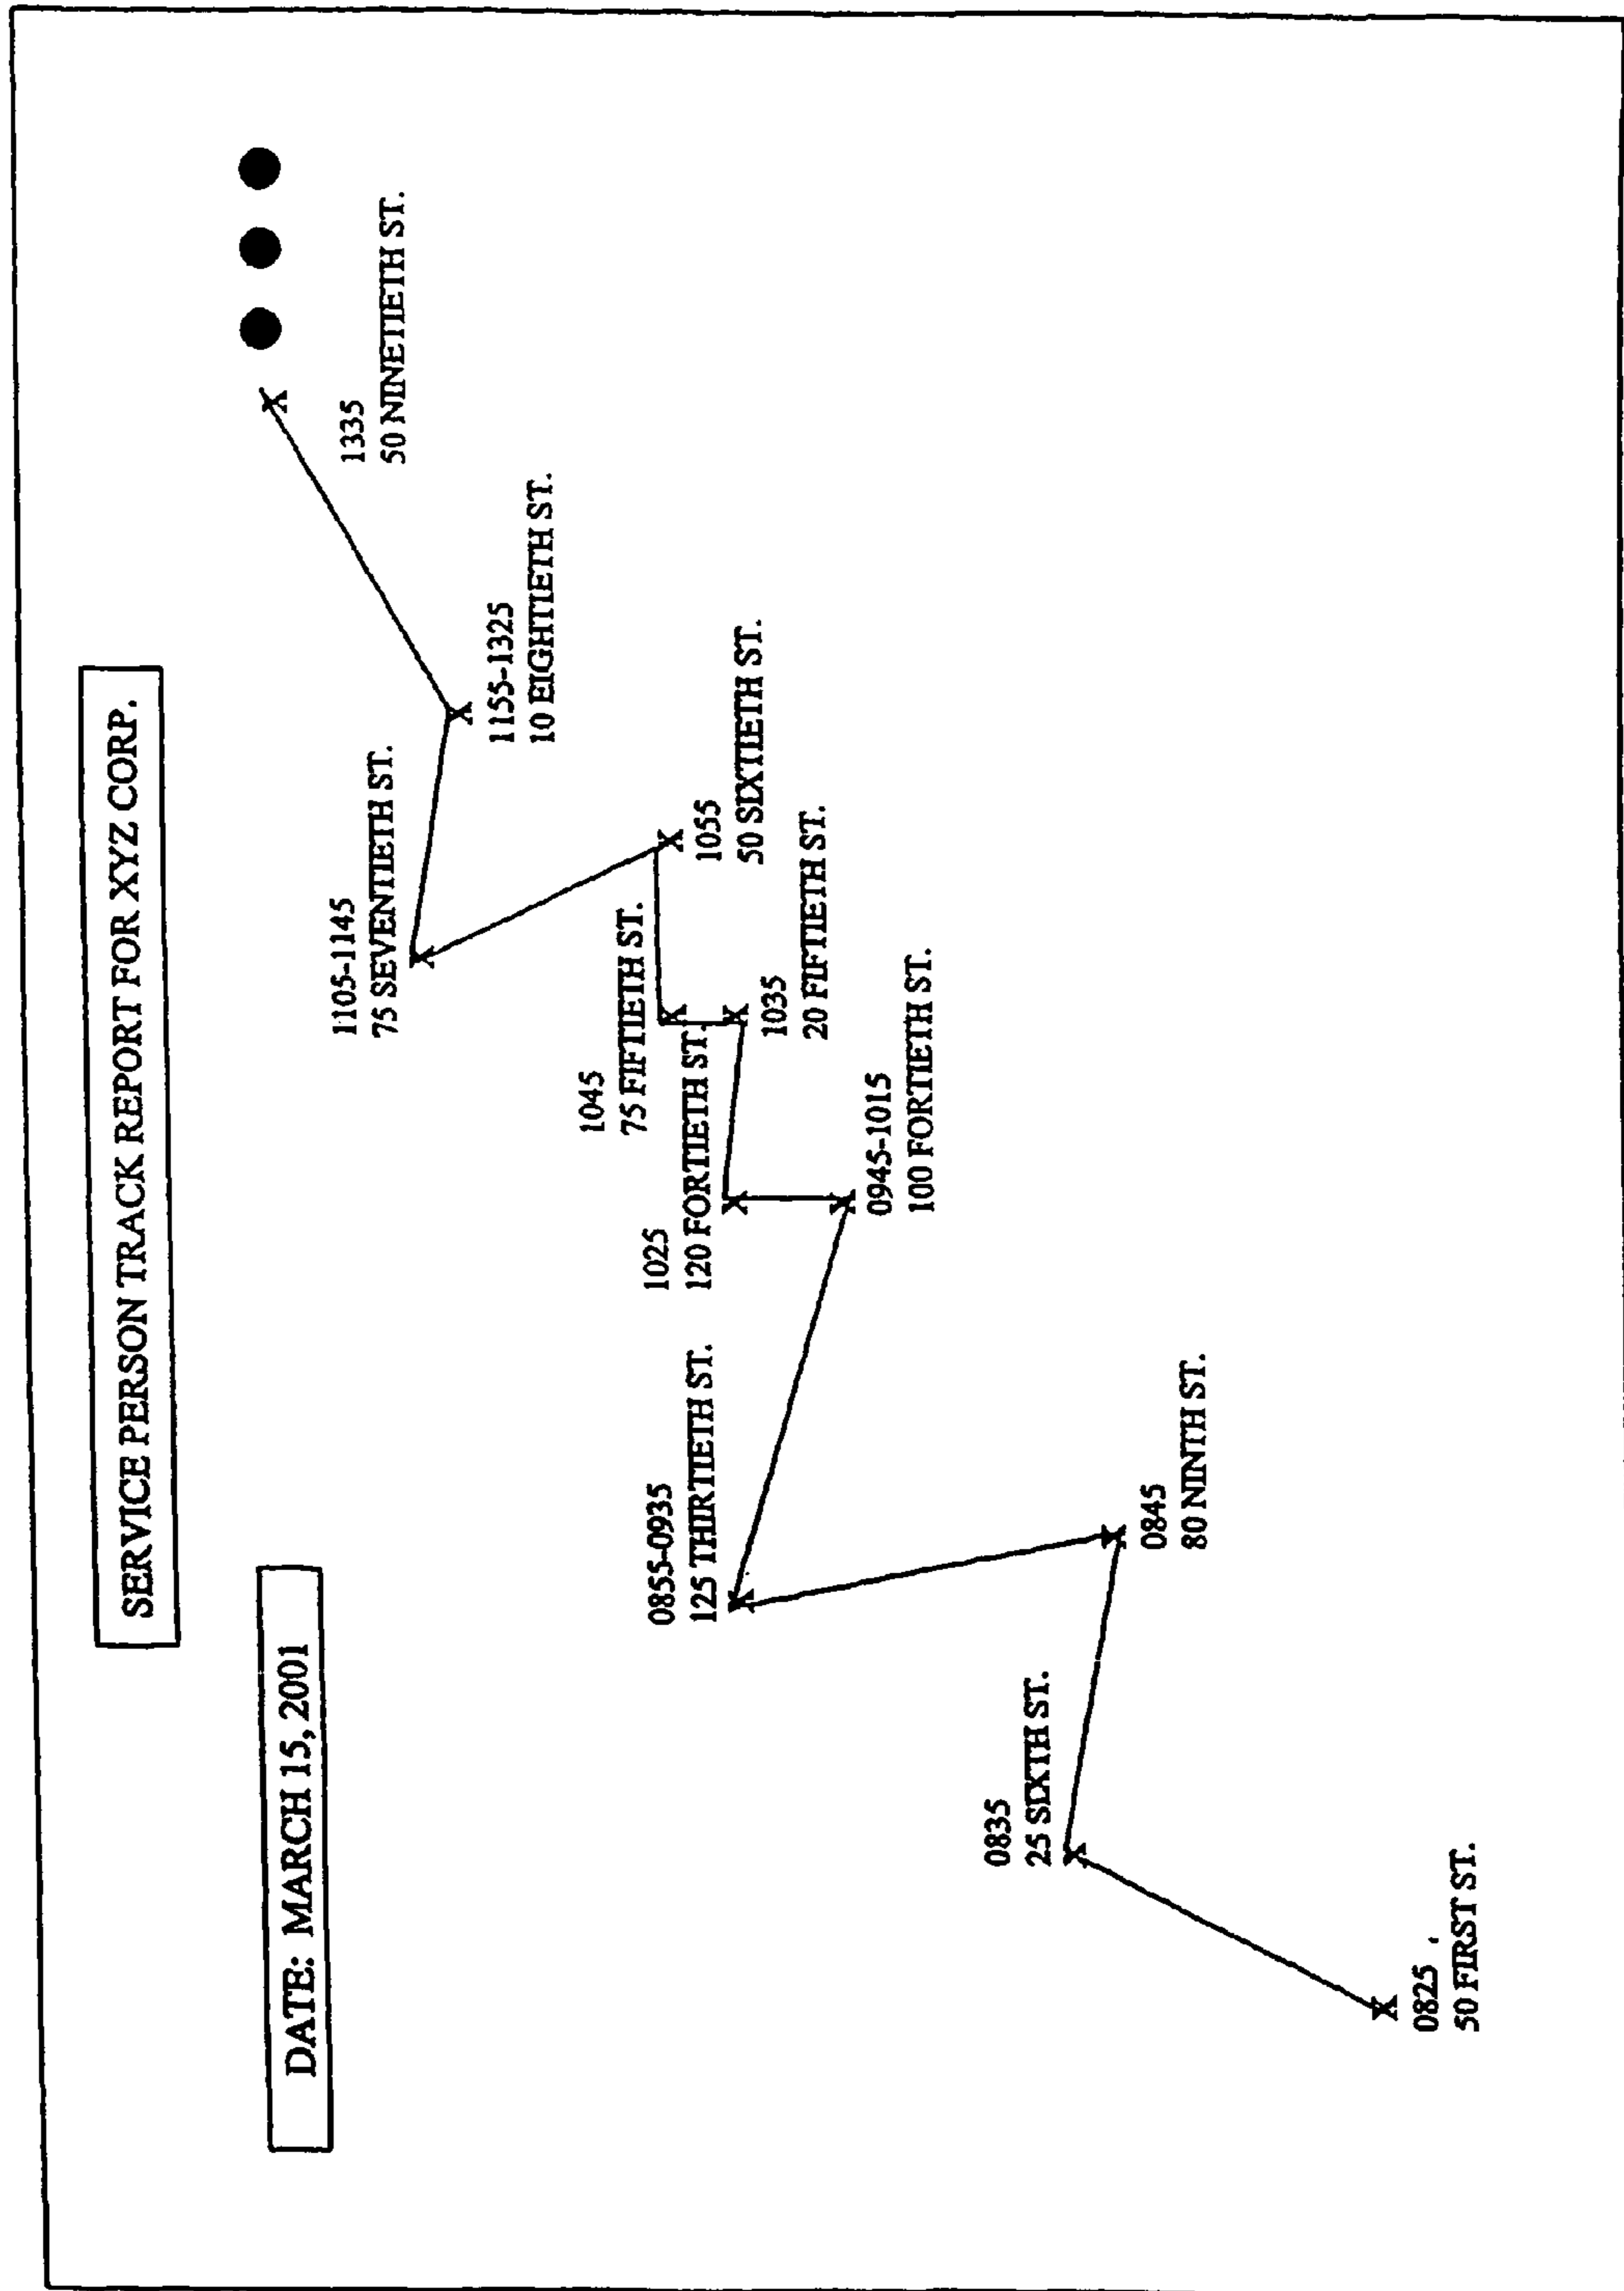 SERVICE PERSON TRACK REPORT FOR XYZ CORP.
DATE: MARCH 15, 2001
0825
50 FIRST ST.
0835
25 SIXTH ST.
0845
80 NINTH ST.
0855-0935
125 THIRTIETH ST.
0945-1015
100 FORTIETH ST.
1025
120 FORTIETH ST.
1035
20 FIFTIETH ST.
1045
75 FIFTIETH ST.
1055
50 SIXTIETH ST.
1105-1145
75 SEVENTIETH ST.
1155-1325
10 EIGHTIETH ST.
1335
50 NINETIETH ST.